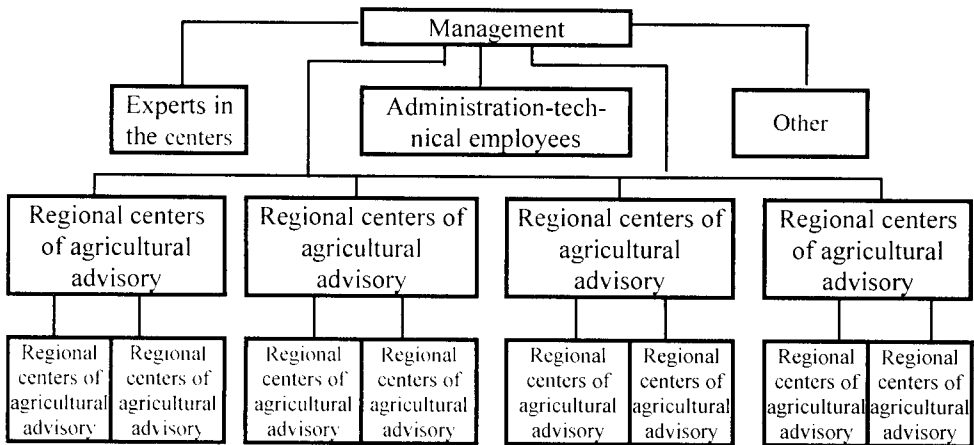 Management
Experts in
the centers
Administration-tech-
nical employees
Other
Regional centers
of agricultural
advisory
Regional centers of
agricultural
advisory
Regional centers of
agricultural
advisory
Regional centers
of agricultural
advisory
Regional
centers of
agricultural
advisory
Regional
centers of
agricultural
advisory
Regional
centers of
agricultural
advisory
Regional
centers of
agricultural
advisory
Regional
centers of
agricultural
advisory
Regional
centers of
agricultural
advisory
Regional
centers of
agricultural
advisory
Regional
centers of
agricultural
advisory